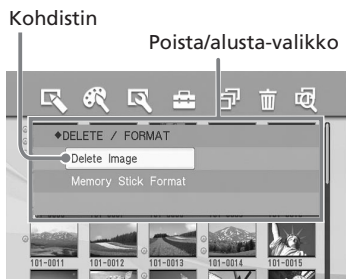 Kohdistin
Poista/alusta-valikko
◆DELETE / FORMAT
Delete Image
Memory Stick Format
101-0011 101-0012 101-0013 101-0014 101-0015